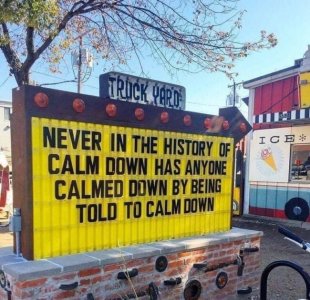 TRUCK YARD
NEVER IN THE HISTORY OF
CALM DOWN HAS ANYONE
CALMED DOWN BY BEING
TOLD TO CALM DOWN
ICE